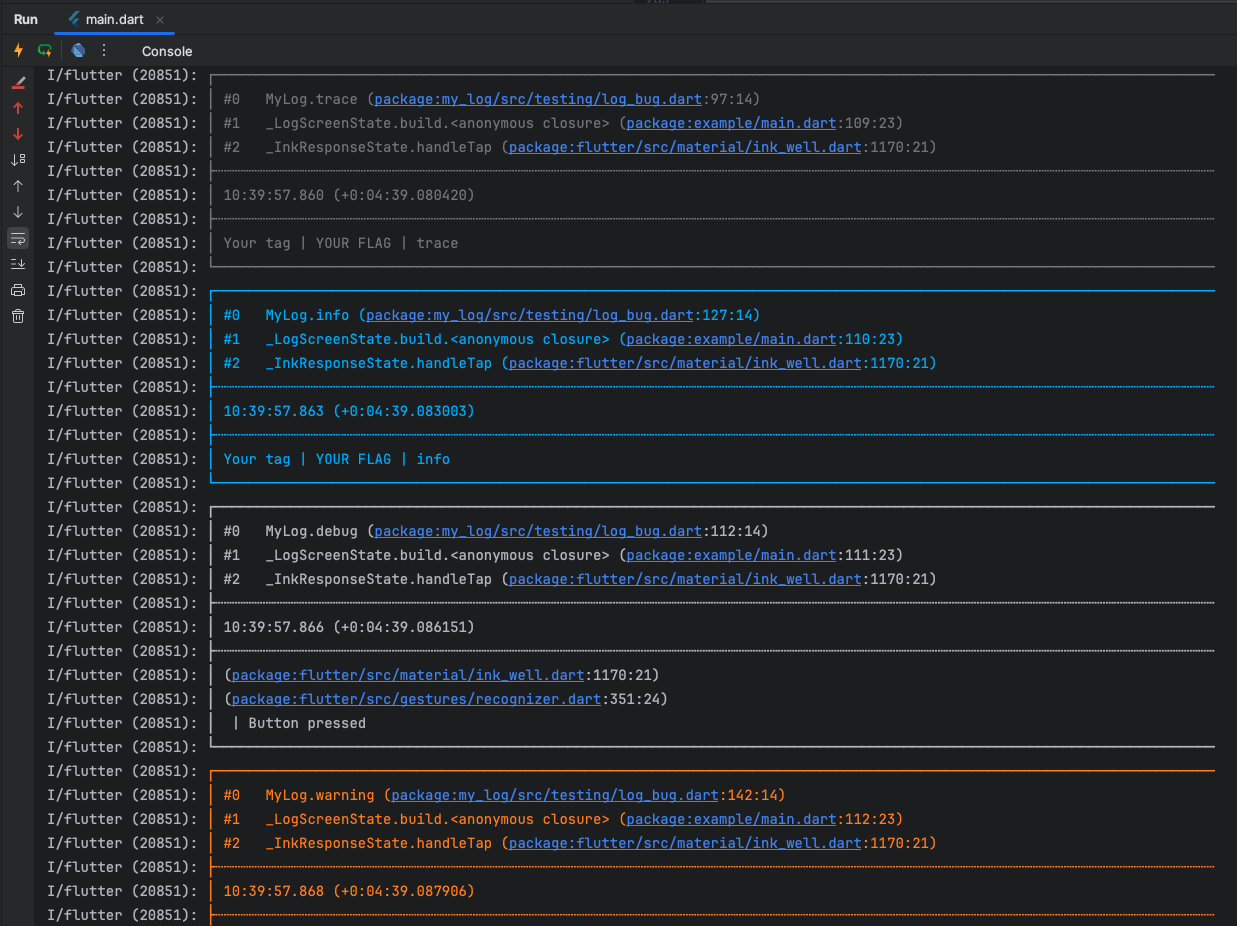 Run main.dart ×
Console
I/flutter (20851):
I/flutter (20851): #0 MyLog.trace (package:my_log/src/testing/log_bug.dart:97:14)
I/flutter (20851): #1 _LogScreenState.build.<anonymous closure> (package:example/main.dart:109:23)
I/flutter (20851): #2 _InkResponseState.handleTap (package:flutter/src/material/ink_well.dart:1170:21)
I/flutter (20851):
I/flutter (20851): 10:39:57.860 (+0:04:39.080420)
I/flutter (20851):
I/flutter (20851): Your tag | YOUR FLAG | trace
I/flutter (20851):
I/flutter (20851):
I/flutter (20851): #0 MyLog.info (package:my_log/src/testing/log_bug.dart:127:14)
I/flutter (20851): #1 _LogScreenState.build.<anonymous closure> (package:example/main.dart:110:23)
I/flutter (20851): #2 _InkResponseState.handleTap (package:flutter/src/material/ink_well.dart:1170:21)
I/flutter (20851):
I/flutter (20851): 10:39:57.863 (+0:04:39.083003)
I/flutter (20851):
I/flutter (20851): Your tag | YOUR FLAG | info
I/flutter (20851):
I/flutter (20851):
I/flutter (20851): #0 MyLog.debug (package:my_log/src/testing/log_bug.dart:112:14)
I/flutter (20851): #1 _LogScreenState.build.<anonymous closure> (package:example/main.dart:111:23)
I/flutter (20851): #2 _InkResponseState.handleTap (package:flutter/src/material/ink_well.dart:1170:21)
I/flutter (20851):
I/flutter (20851): 10:39:57.866 (+0:04:39.086151)
I/flutter (20851):
I/flutter (20851): (package:flutter/src/material/ink_well.dart:1170:21)
I/flutter (20851): (package:flutter/src/gestures/recognizer.dart:351:24)
I/flutter (20851): | Button pressed
I/flutter (20851):
I/flutter (20851):
I/flutter (20851): #0 MyLog.warning (package:my_log/src/testing/log_bug.dart:142:14)
I/flutter (20851): #1 _LogScreenState.build.<anonymous closure> (package:example/main.dart:112:23)
I/flutter (20851): #2 _InkResponseState.handleTap (package:flutter/src/material/ink_well.dart:1170:21)
I/flutter (20851):
I/flutter (20851): 10:39:57.868 (+0:04:39.087906)
I/flutter (20851):